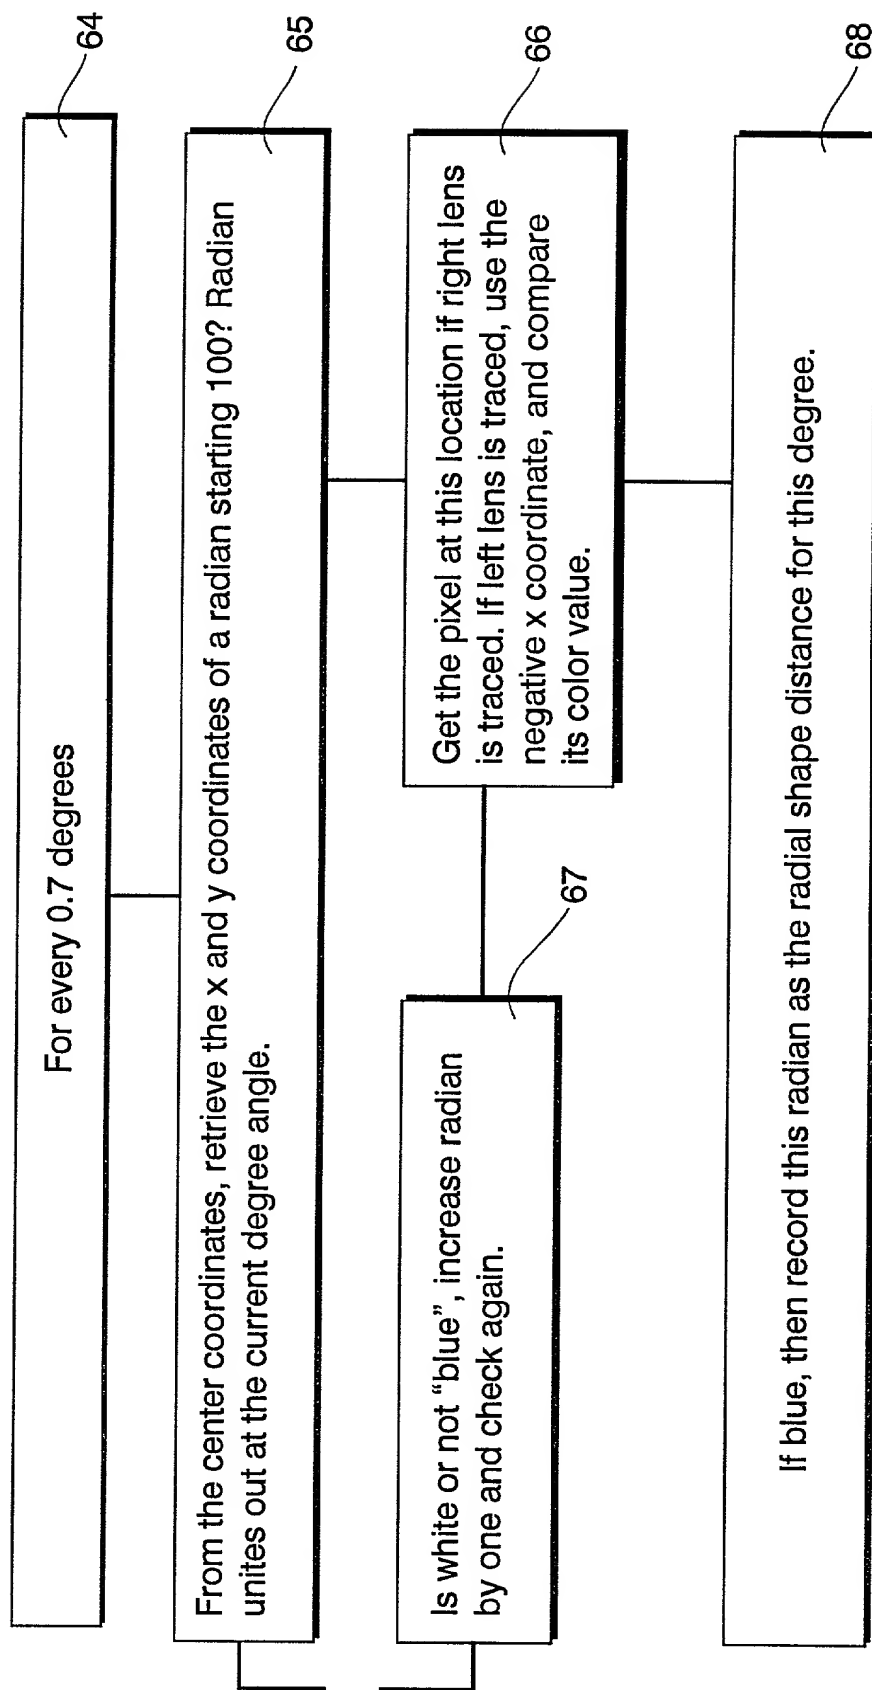 For every 0.7 degrees
64
From the center coordinates, retrieve the x and y coordinates of a radian starting 100? Radian
unites out at the current degree angle.
65
Get the pixel at this location if right lens
is traced. If left lens is traced, use the
negative x coordinate, and compare
its color value.
66
Is white or not “blue”, increase radian
by one and check again.
67
If blue, then record this radian as the radial shape distance for this degree.
68